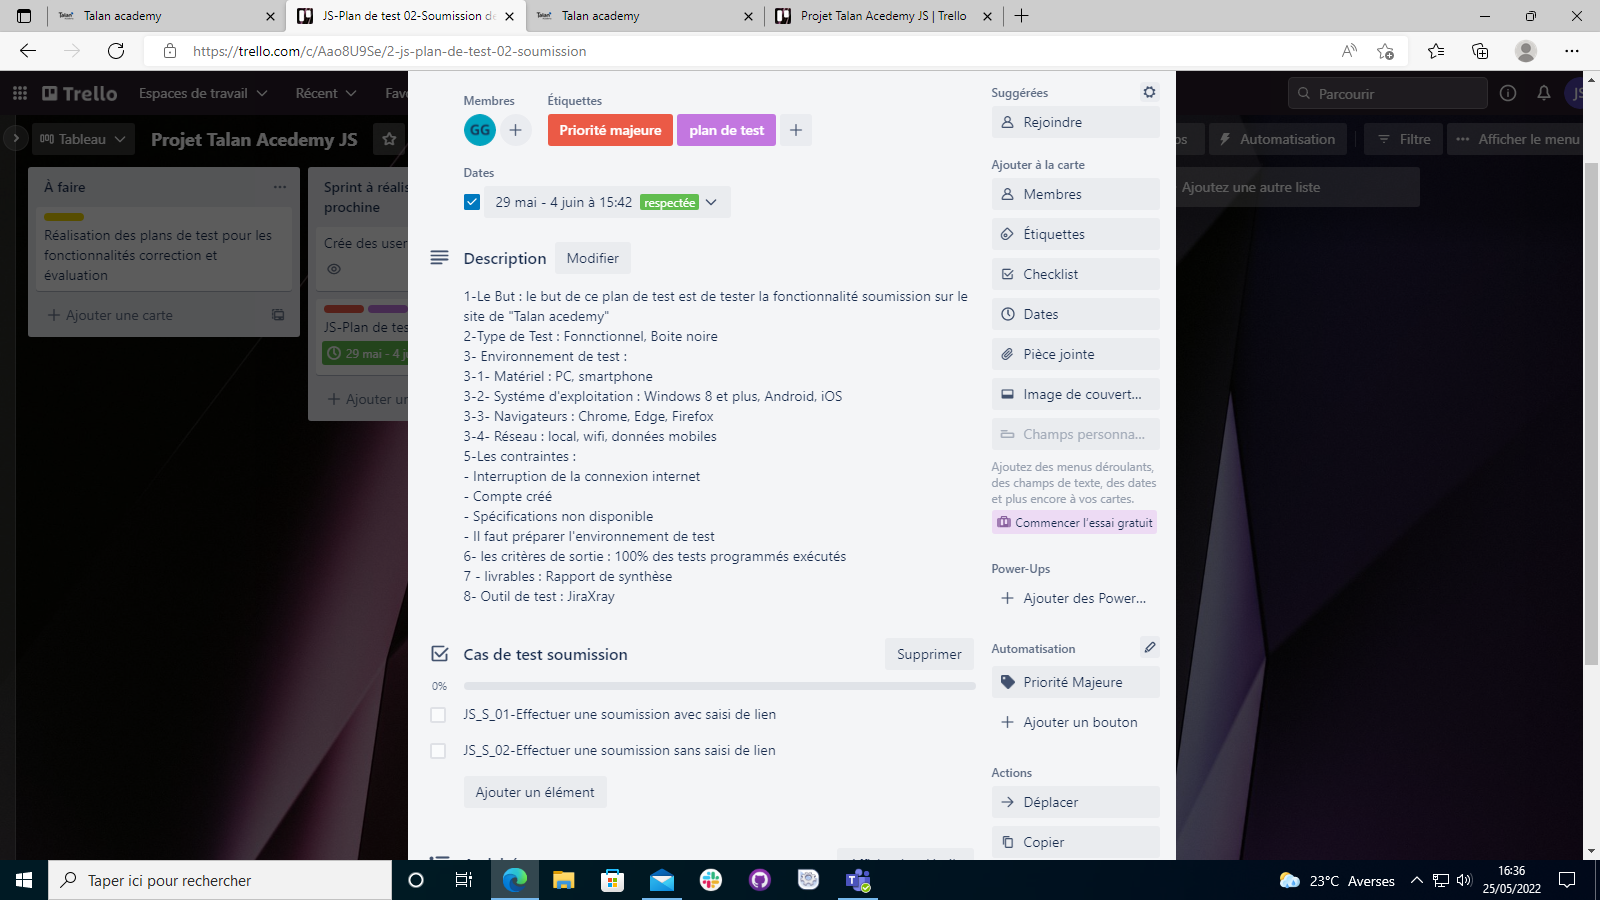 Talan academy
JS-Plan de test 02-Soumission de
Talan academy
Projet Talan Acedemy JS | Trello
https://trello.com/c/Aao8U9Se/2-js-plan-de-test-02-soumission
Trello
Espaces de travail
Récent
Parcourir
JS
Tableau
Projet Talan Acedemy JS
Automatisation
Filtre
Afficher le menu
À faire
Réalisation des plans de test pour les
fonctionnalités correction et
évaluation
Ajouter une carte
Sprint à réalis
prochine
Crée des user
JS-Plan de tes
29 mai - 4 ju
Ajouter un
Ajoutez une autre liste
Membres
Étiquettes
GG
Priorité majeure
plan de test
Dates
29 mai - 4 juin à 15:42 respectée
Description
Modifier
1-Le But : le but de ce plan de test est de tester la fonctionnalité soumission sur le
site de "Talan acedemy"
2-Type de Test : Fonnctionnel, Boite noire
3- Environnement de test :
3-1- Matériel : PC, smartphone
3-2- Systéme d'exploitation : Windows 8 et plus, Android, iOS
3-3- Navigateurs : Chrome, Edge, Firefox
3-4- Réseau : local, wifi, données mobiles
5-Les contraintes :
- Interruption de la connexion internet
- Compte créé
- Spécifications non disponible
- Il faut préparer l'environnement de test
6- les critères de sortie : 100% des tests programmés exécutés
7 - livrables : Rapport de synthèse
8- Outil de test : JiraXray
Cas de test soumission
Supprimer
0%
JS_S_01-Effectuer une soumission avec saisi de lien
JS_S_02-Effectuer une soumission sans saisi de lien
Ajouter un élément
Suggérées
Rejoindre
Ajouter à la carte
Membres
Étiquettes
Checklist
Dates
Pièce jointe
Image de couvert...
Champs personna...
Ajoutez des menus déroulants,
des champs de texte, des dates
et plus encore à vos cartes.
Commencer l'essai gratuit
Power-Ups
Ajouter des Power...
Automatisation
Priorité Majeure
Ajouter un bouton
Actions
Déplacer
Copier
Taper ici pour rechercher
23°C Averses
16:36
25/05/2022